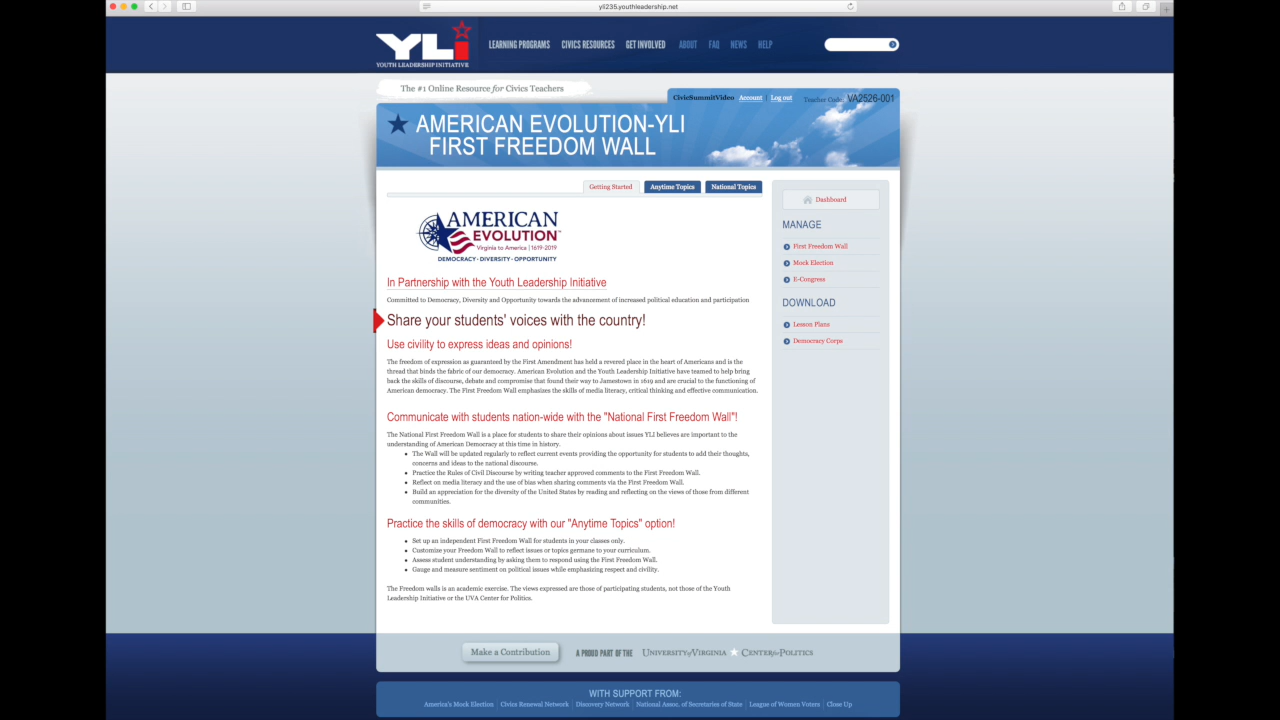 yli235.youthleadership.net
YLi
YOUTH LEADERSHIP INITIATIVE
LEARNING PROGRAMS CIVICS RESOURCES GET INVOLVED ABOUT FAQ NEWS HELP
The #1 Online Resource for Civics Teachers
CivicSummitVideo Account | Log out Teacher Code: VA2526-001
AMERICAN EVOLUTION-YLI
FIRST FREEDOM WALL
Getting Started Anytime Topics National Topics
AMERICAN
EVOLUTION™
Virginia to America | 1619-2019
DEMOCRACY • DIVERSITY • OPPORTUNITY
In Partnership with the Youth Leadership Initiative
Committed to Democracy, Diversity and Opportunity towards the advancement of increased political education and participation
Share your students' voices with the country!
Use civility to express ideas and opinions!
The freedom of expression as guaranteed by the First Amendment has held a revered place in the heart of Americans and is the
thread that binds the fabric of our democracy. American Evolution and the Youth Leadership Initiative have teamed to help bring
back the skills of discourse, debate and compromise that found their way to Jamestown in 1619 and are crucial to the functioning of
American democracy. The First Freedom Wall emphasizes the skills of media literacy, critical thinking and effective communication.
Communicate with students nation-wide with the "National First Freedom Wall"!
The National First Freedom Wall is a place for students to share their opinions about issues YLI believes are important to the
understanding of American Democracy at this time in history.
• The Wall will be updated regularly to reflect current events providing the opportunity for students to add their thoughts,
concerns and ideas to the national discourse.
• Practice the Rules of Civil Discourse by writing teacher approved comments to the First Freedom Wall.
• Reflect on media literacy and the use of bias when sharing comments via the First Freedom Wall.
• Build an appreciation for the diversity of the United States by reading and reflecting on the views of those from different
communities.
Practice the skills of democracy with our "Anytime Topics" option!
• Set up an independent First Freedom Wall for students in your classes only.
• Customize your Freedom Wall to reflect issues or topics germane to your curriculum.
• Assess student understanding by asking them to respond using the First Freedom Wall.
• Gauge and measure sentiment on political issues while emphasizing respect and civility.
The Freedom walls is an academic exercise. The views expressed are those of participating students, not those of the Youth
Leadership Initiative or the UVA Center for Politics.
Dashboard
MANAGE
First Freedom Wall
Mock Election
E-Congress
DOWNLOAD
Lesson Plans
Democracy Corps
Make a Contribution A PROUD PART OF THE UNIVERSITY of VIRGINIA CENTER for POLITICS
WITH SUPPORT FROM:
America's Mock Election | Civics Renewal Network | Discovery Network | National Assoc. of Secretaries of State | League of Women Voters | Close Up